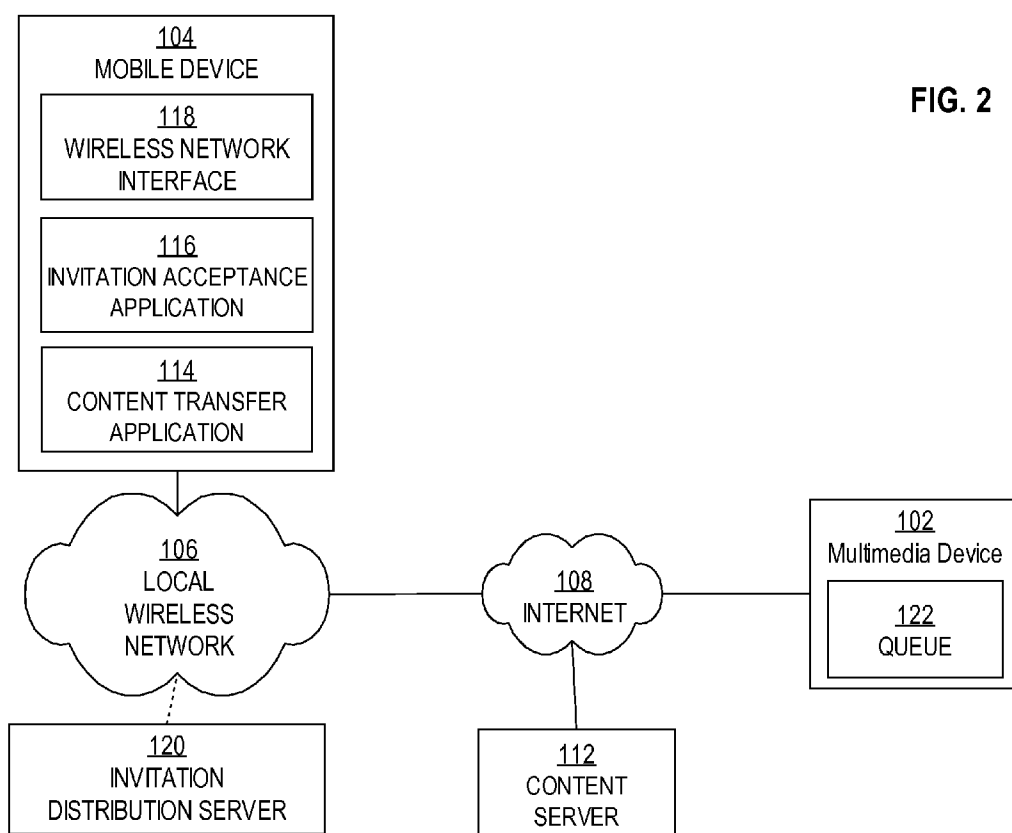 104
MOBILE DEVICE
FIG. 2
118
WIRELESS NETWORK
INTERFACE
116
INVITATION ACCEPTANCE
APPLICATION
114
CONTENT TRANSFER
APPLICATION
106
LOCAL
WIRELESS
NETWORK
108
INTERNET
102
Multimedia Device
122
QUEUE
120
INVITATION
DISTRIBUTION SERVER
112
CONTENT
SERVER